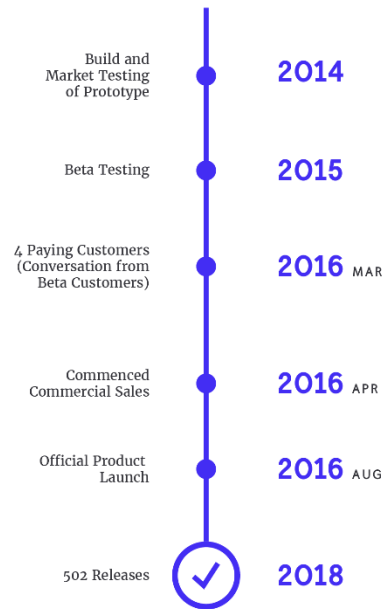 Build and
Market Testing
of Prototype
2014
Beta Testing
2015
4 Paying Customers
(Conversation from
Beta Customers)
2016 MAR
Commenced
Commercial Sales
2016 APR
Official Product
Launch
2016 AUG
502 Releases
2018